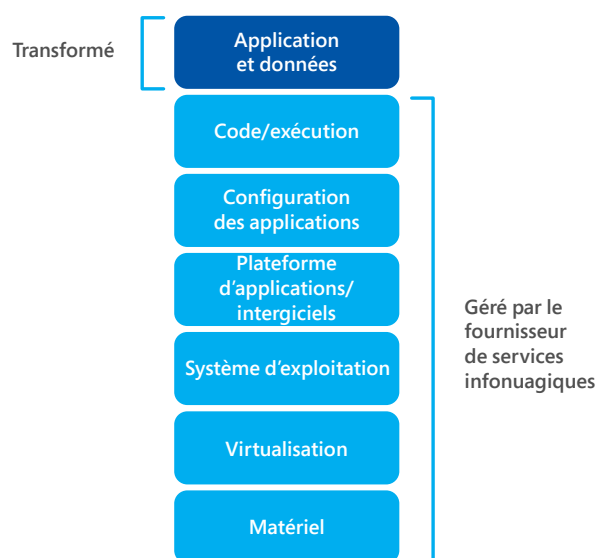 Transformé
Application
et données
Code/exécution
Configuration
des applications
Plateforme
d'applications/
intergiciels
Système d'exploitation
Virtualisation
Matériel
Géré par le
fournisseur
de services
infonuagiques